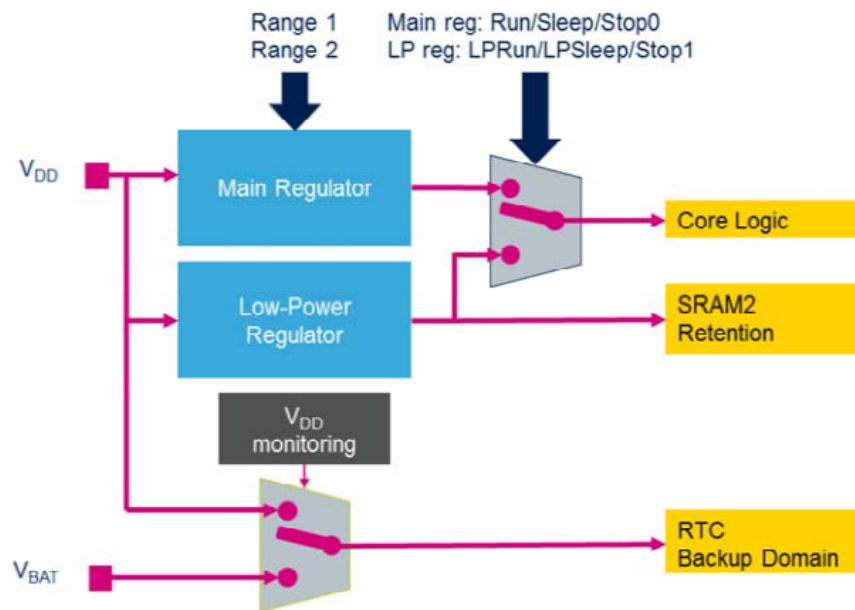 Range 1
Range 2
Main reg: Run/Sleep/Stop0
LP reg: LPRun/LPSleep/Stop1
VDD
Main Regulator
Core Logic
Low-Power
Regulator
SRAM2
Retention
VDD
monitoring
RTC
Backup Domain
VBAT